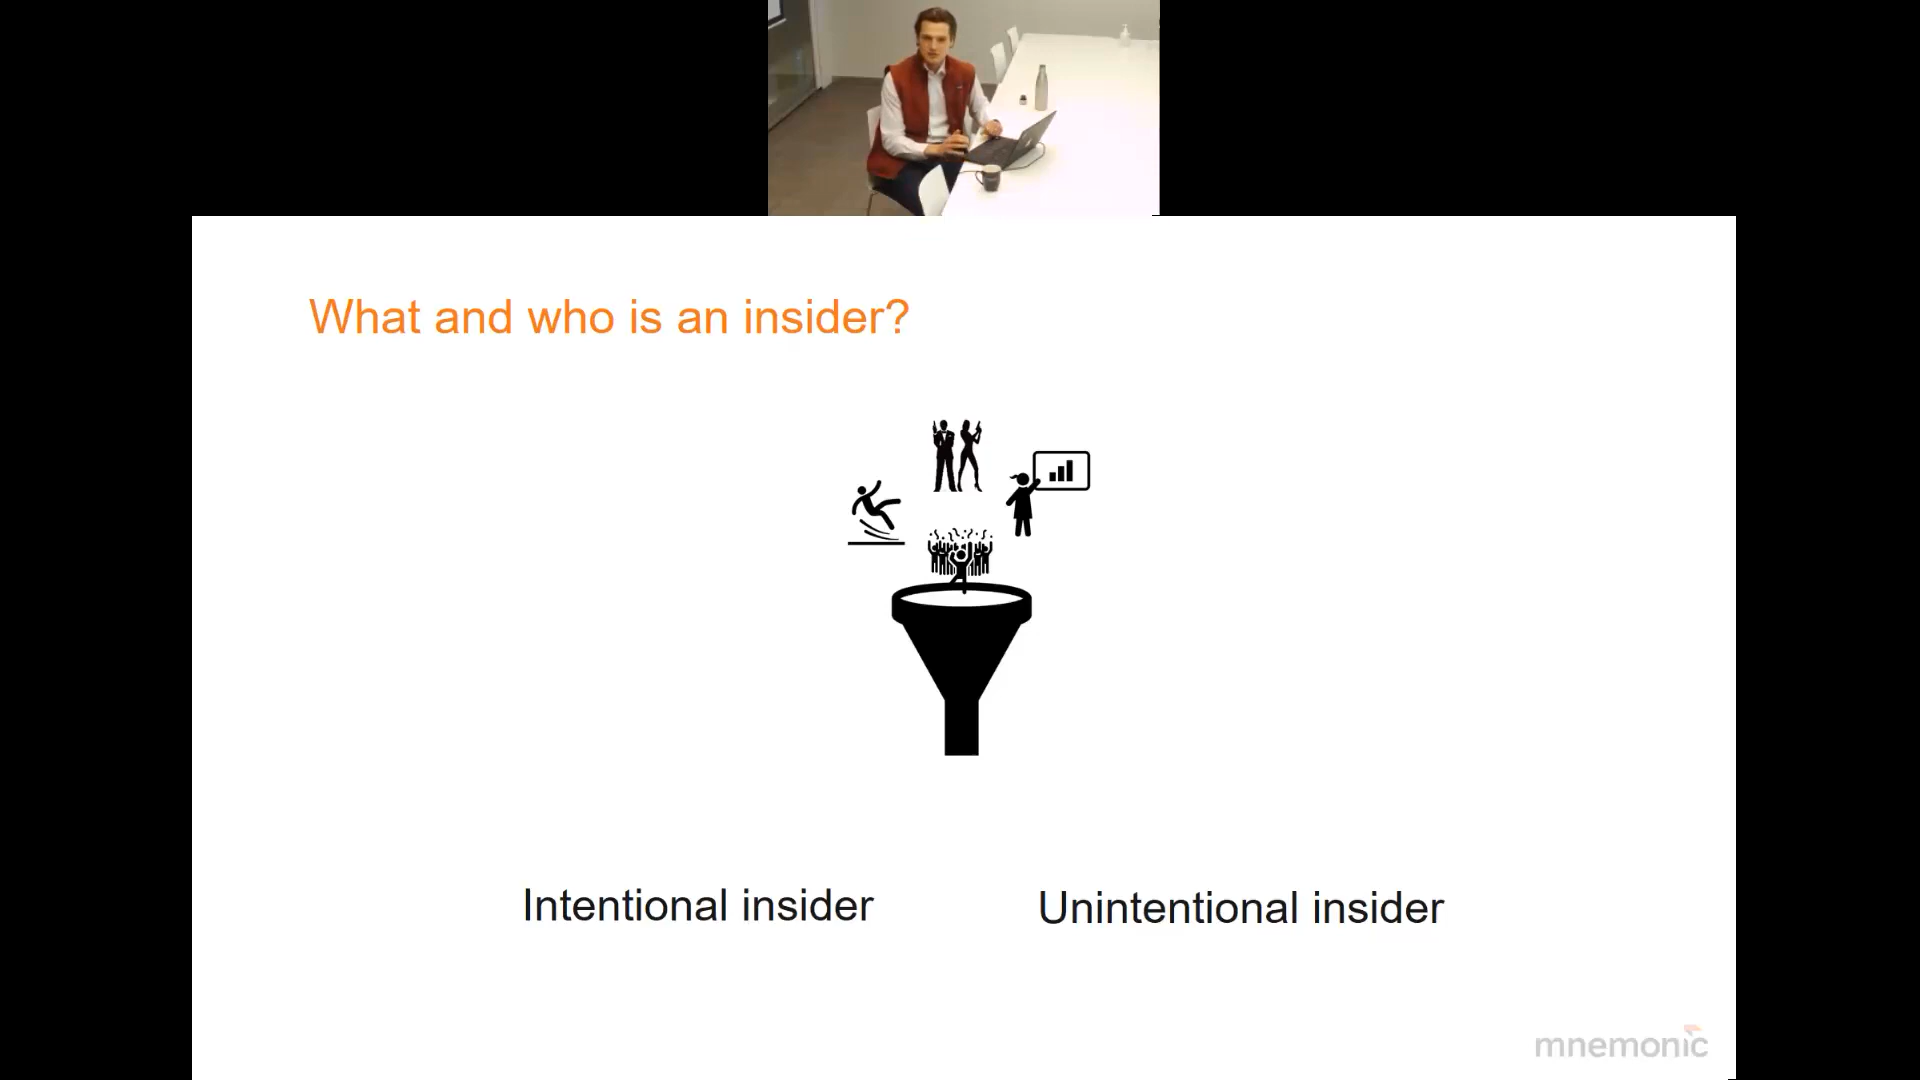 What and who is an insider?
Intentional insider
Unintentional insider
mnemonic